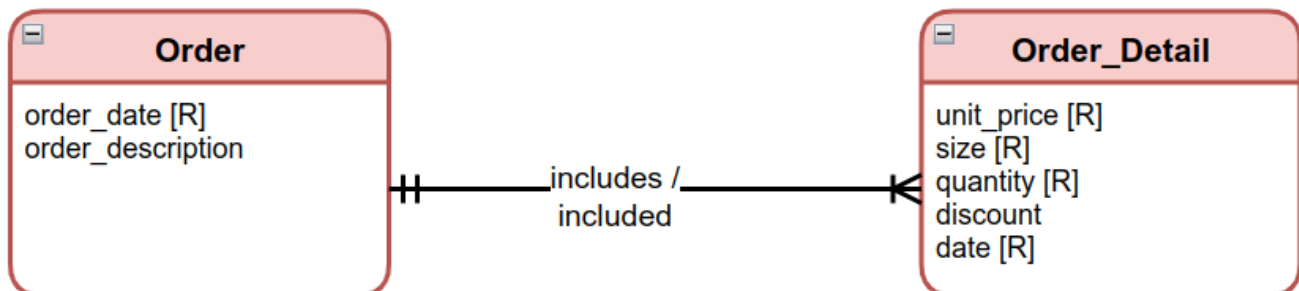 Order
order_date [R]
order_description
includes /
included
Order_Detail
unit_price [R]
size [R]
quantity [R]
discount
date [R]